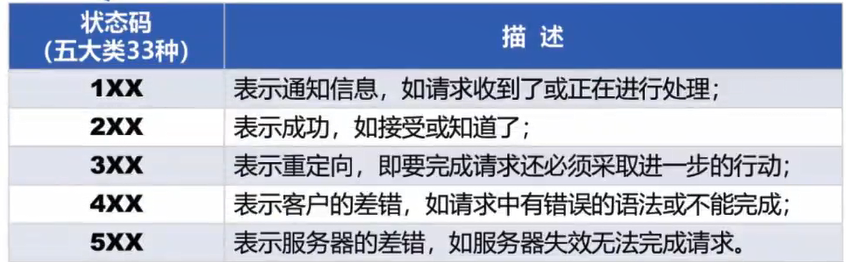 状态码
（五大类33种）
描 述
1XX
表示通知信息，如请求收到了或正在进行处理；
2XX
表示成功，如接受或知道了；
3XX
表示重定向，即要完成请求还必须采取进一步的行动；
4XX
表示客户的差错，如请求中有错误的语法或不能完成；
5XX
表示服务器的差错，如服务器失效无法完成请求。